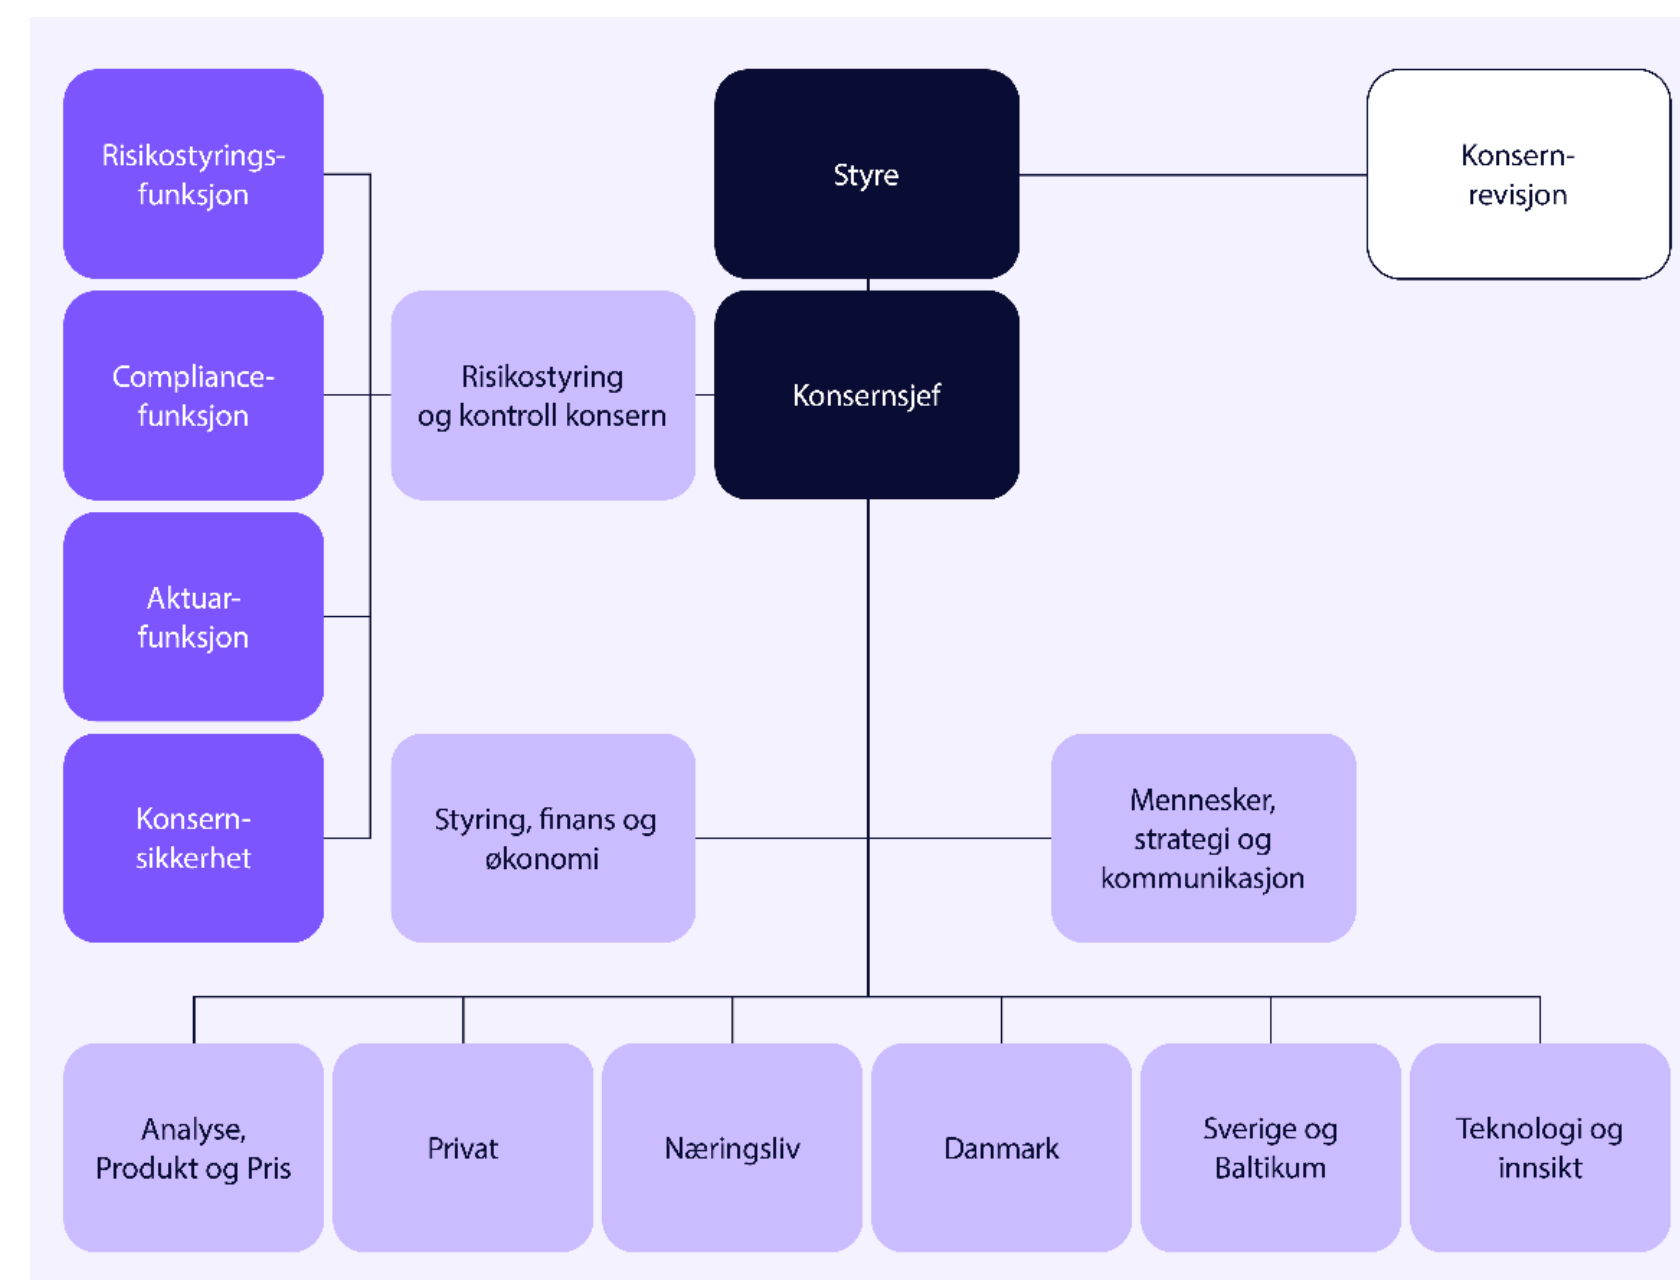 Risikostyrings-
funksjon
Styre
Konsern-
revisjon
Compliance-
funksjon
Risikostyring
og kontroll konsern
Konsernsjef
Aktuar-
funksjon
Konsern-
sikkerhet
Styring, finans og
økonomi
Mennesker,
strategi og
kommunikasjon
Analyse,
Produkt og Pris
Privat
Næringsliv
Danmark
Sverige og
Baltikum
Teknologi og
innsikt